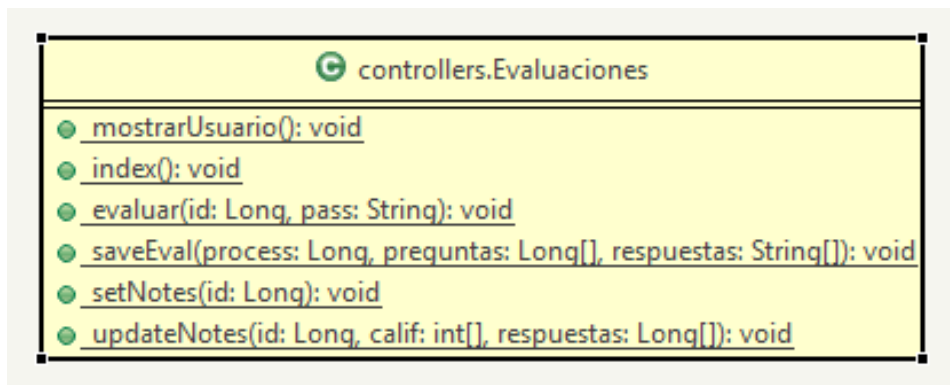 C controllers.Evaluaciones
mostrarUsuario(): void
index(): void
evaluar(id: Long, pass: String): void
saveEval(process: Long, preguntas: Long[], respuestas: String[]): void
setNotes(id: Long): void
updateNotes(id: Long, calif: int[], respuestas: Long[]): void